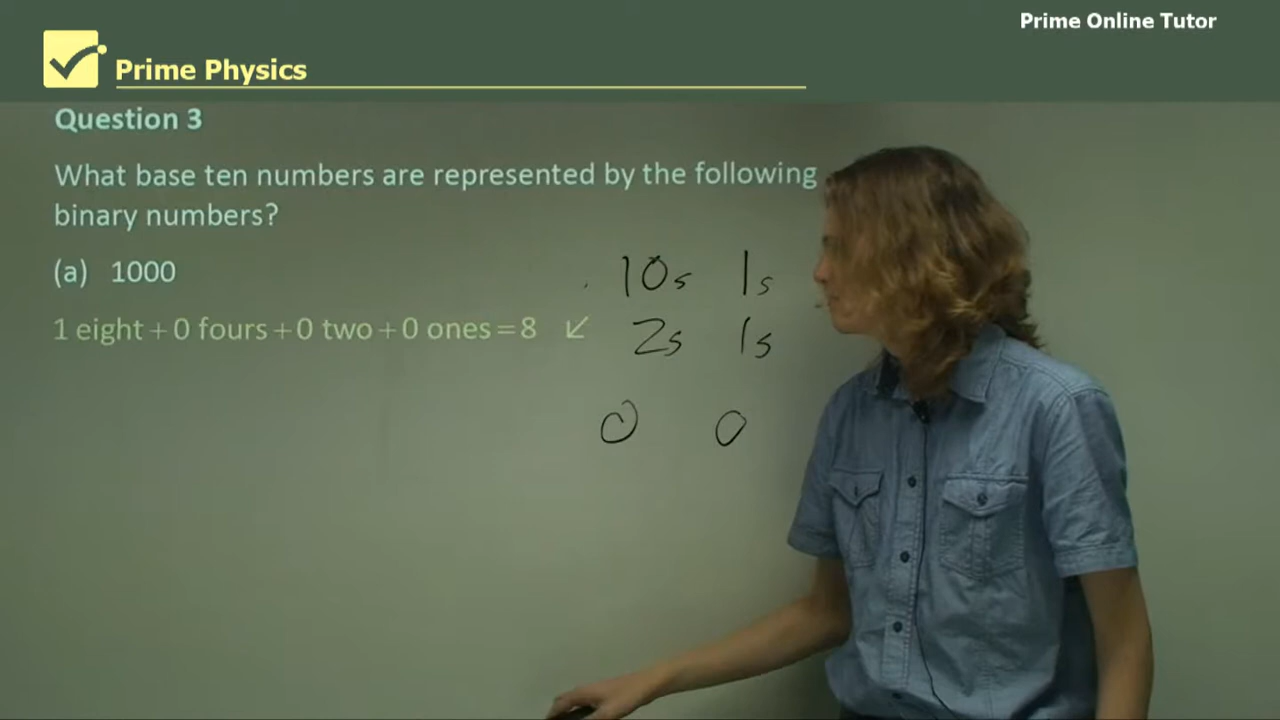 Prime Online Tutor
Prime Physics
Question 3
What base ten numbers are represented by the following
binary numbers?
(a) 1000
1 eight + 0 fours + 0 two + 0 ones = 8 ↙
10s 1s
2s 1s
0 0